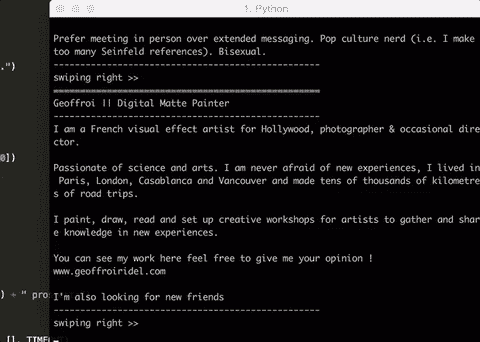 1. Python
Prefer meeting in person over extended messaging. Pop culture nerd (i.e. I make
too many Seinfeld references). Bisexual.
--------------------------------------------------
swiping right >>
==================================================
Geoffroi || Digital Matte Painter
--------------------------------------------------
I am a French visual effect artist for Hollywood, photographer & occasional dire
ctor.
Passionate of science and arts. I am never afraid of new experiences, I lived in
Paris, London, Casablanca and Vancouver and made tens of thousands of kilometre
s of road trips.
I paint, draw, read and set up creative workshops for artists to gather and shar
e knowledge in new experiences.
You can see my work here feel free to give me your opinion !
www.geoffroiridel.com
I'm also looking for new friends
--------------------------------------------------
swiping right >>
.")
0])
) + " pro
[], TIME